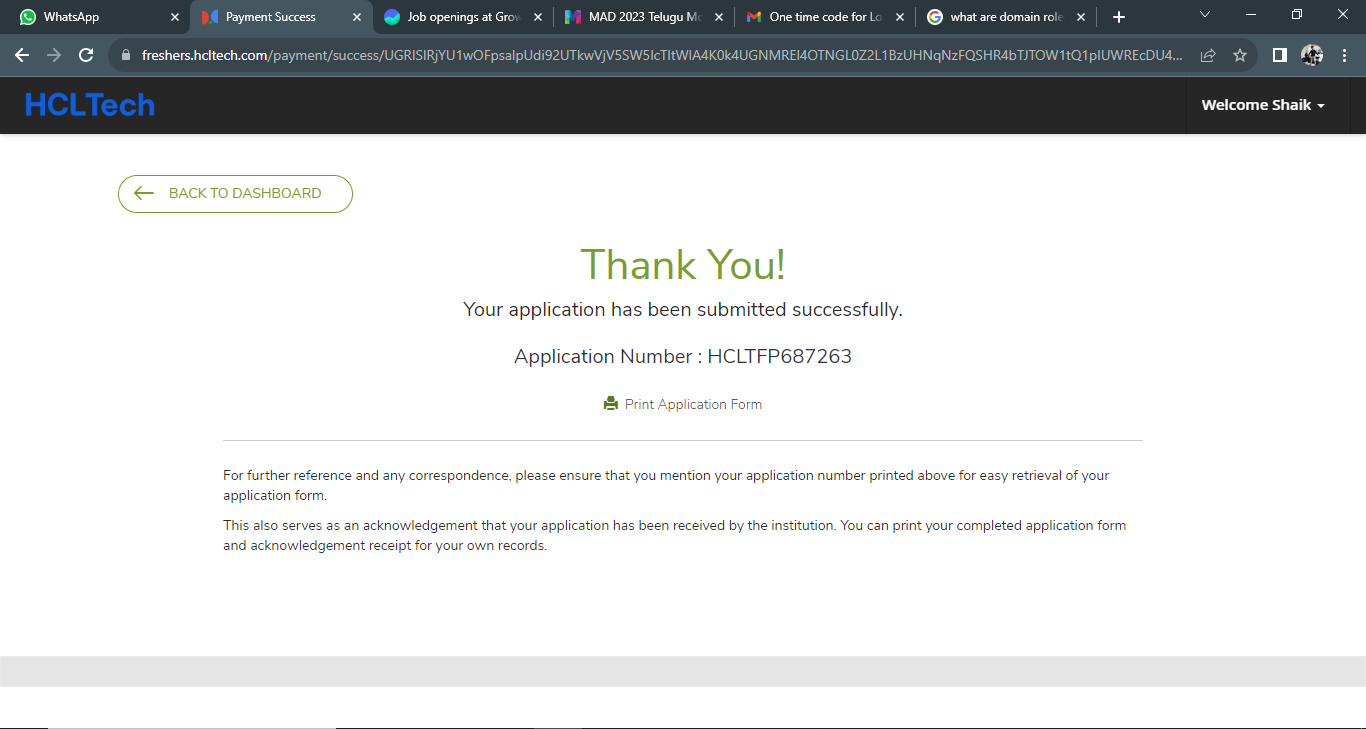 WhatsApp
Payment Success
Job openings at Grow
MAD 2023 Telugu Mo
One time code for Lo
what are domain role
freshers.hcltech.com/payment/success/
HCLTech
Welcome Shaik
BACK TO DASHBOARD
Thank You!
Your application has been submitted successfully.
Application Number : HCLTFP687263
Print Application Form
For further reference and any correspondence, please ensure that you mention your application number printed above for easy retrieval of your
application form.
This also serves as an acknowledgement that your application has been received by the institution. You can print your completed application form
and acknowledgement receipt for your own records.